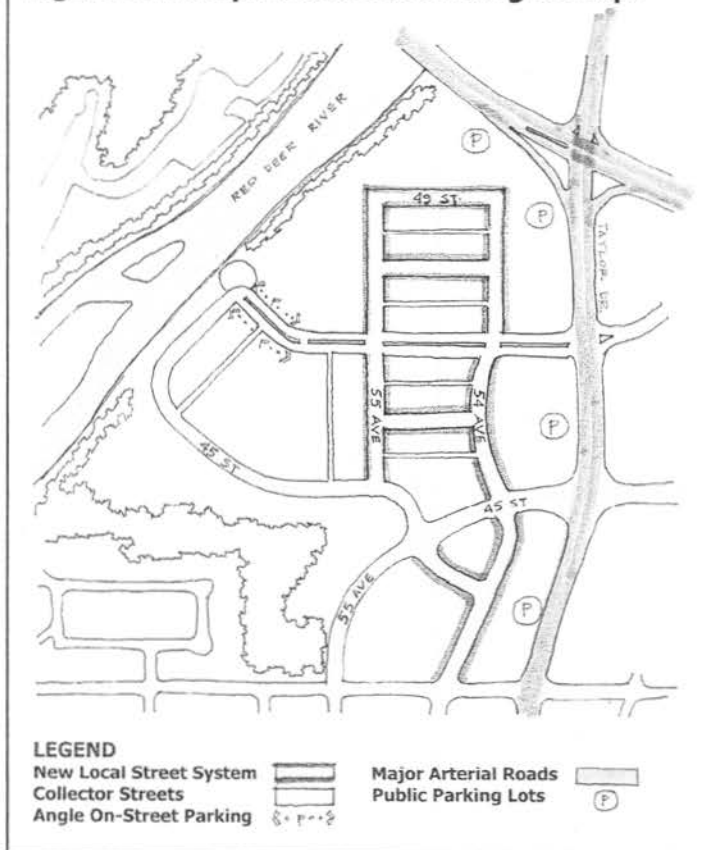 RED DEER RIVER
P
49 ST.
P
TAYLOR DR
P
P
P
55 AVE
54 AVE
P
45 ST
45 ST
55 AVE
P
LEGEND
New Local Street System
Collector Streets
Angle On-Street Parking
P
Major Arterial Roads
Public Parking Lots
P